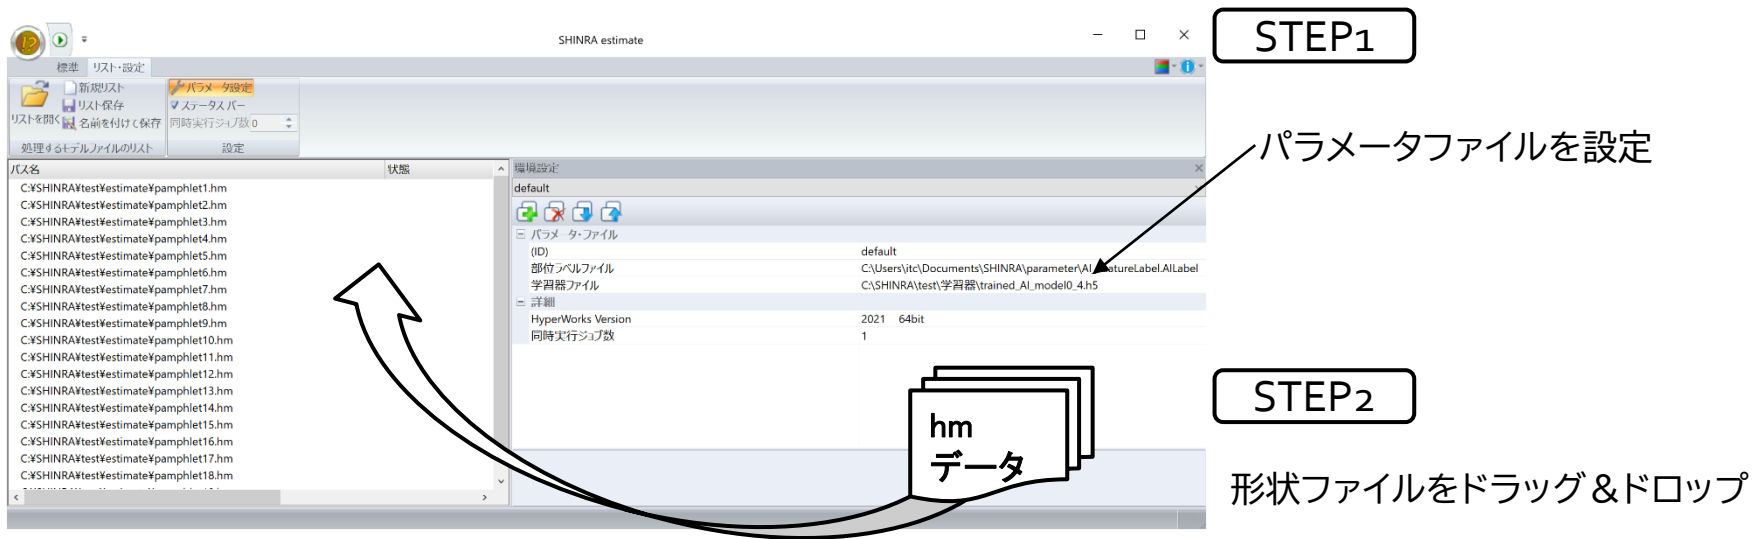 SHINRA estimate
標準 リスト・設定
リストを開く
新規リスト
リスト保存
名前を付けて保存
処理するモデルファイルのリスト
パラメータ設定
ステータス バー
同時実行ジョブ数 0
設定
パス名 状態
C:¥SHINRA¥test¥estimate¥pamphlet1.hm
C:¥SHINRA¥test¥estimate¥pamphlet2.hm
C:¥SHINRA¥test¥estimate¥pamphlet3.hm
C:¥SHINRA¥test¥estimate¥pamphlet4.hm
C:¥SHINRA¥test¥estimate¥pamphlet5.hm
C:¥SHINRA¥test¥estimate¥pamphlet6.hm
C:¥SHINRA¥test¥estimate¥pamphlet7.hm
C:¥SHINRA¥test¥estimate¥pamphlet8.hm
C:¥SHINRA¥test¥estimate¥pamphlet9.hm
C:¥SHINRA¥test¥estimate¥pamphlet10.hm
C:¥SHINRA¥test¥estimate¥pamphlet11.hm
C:¥SHINRA¥test¥estimate¥pamphlet12.hm
C:¥SHINRA¥test¥estimate¥pamphlet13.hm
C:¥SHINRA¥test¥estimate¥pamphlet14.hm
C:¥SHINRA¥test¥estimate¥pamphlet15.hm
C:¥SHINRA¥test¥estimate¥pamphlet16.hm
C:¥SHINRA¥test¥estimate¥pamphlet17.hm
C:¥SHINRA¥test¥estimate¥pamphlet18.hm
環境設定
default
パラメータ・ファイル
(ID) default
部位ラベルファイル C:\Users\itc\Documents\SHINRA\parameter\AI atureLabel.AILabel
学習器ファイル C:\SHINRA\test\学習器\trained_AI_model0_4.h5
詳細
HyperWorks Version 2021 64bit
同時実行ジョブ数 1
hm
データ
STEP1
パラメータファイルを設定
STEP2
形状ファイルをドラッグ&ドロップ